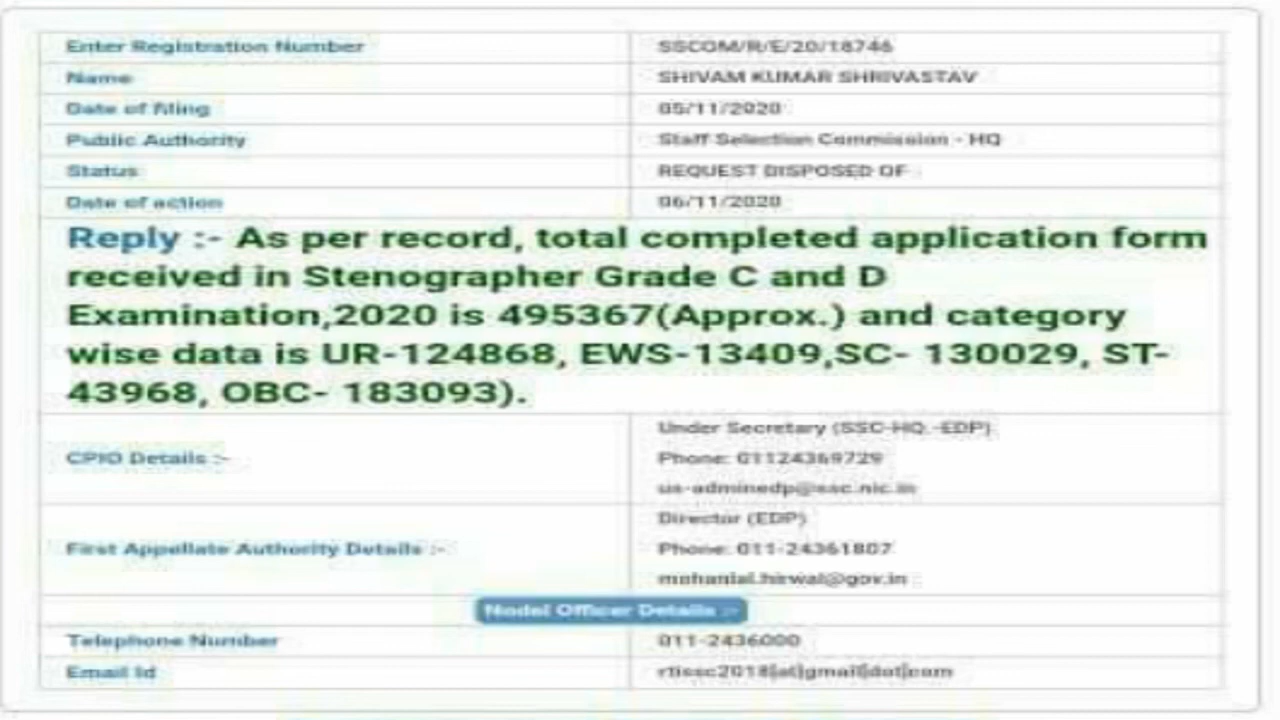 Enter Registration Number SSCOM/R/E/20/18746
Name SHIVAM KUMAR SHRIVASTAV
Date of filing 05/11/2020
Public Authority Staff Selection Commission - HQ
Status REQUEST DISPOSED OF
Date of action 06/11/2020
Reply :- As per record, total completed application form
received in Stenographer Grade C and D
Examination,2020 is 495367(Approx.) and category
wise data is UR-124868, EWS-13409,SC- 130029, ST-
43968, OBC- 183093).
Under Secretary (SSC-HQ.-EDP)
CPIO Details :- Phone: 01124369729
us-adminedp@ssc.nic.in
Director (EDP)
First Appellate Authority Details :- Phone: 011-24361807
mohanlal.hirwal@gov.in
Nodal Officer Details :-
Telephone Number 011-2436000
Email Id rtissc2018[at]gmail[dot]com